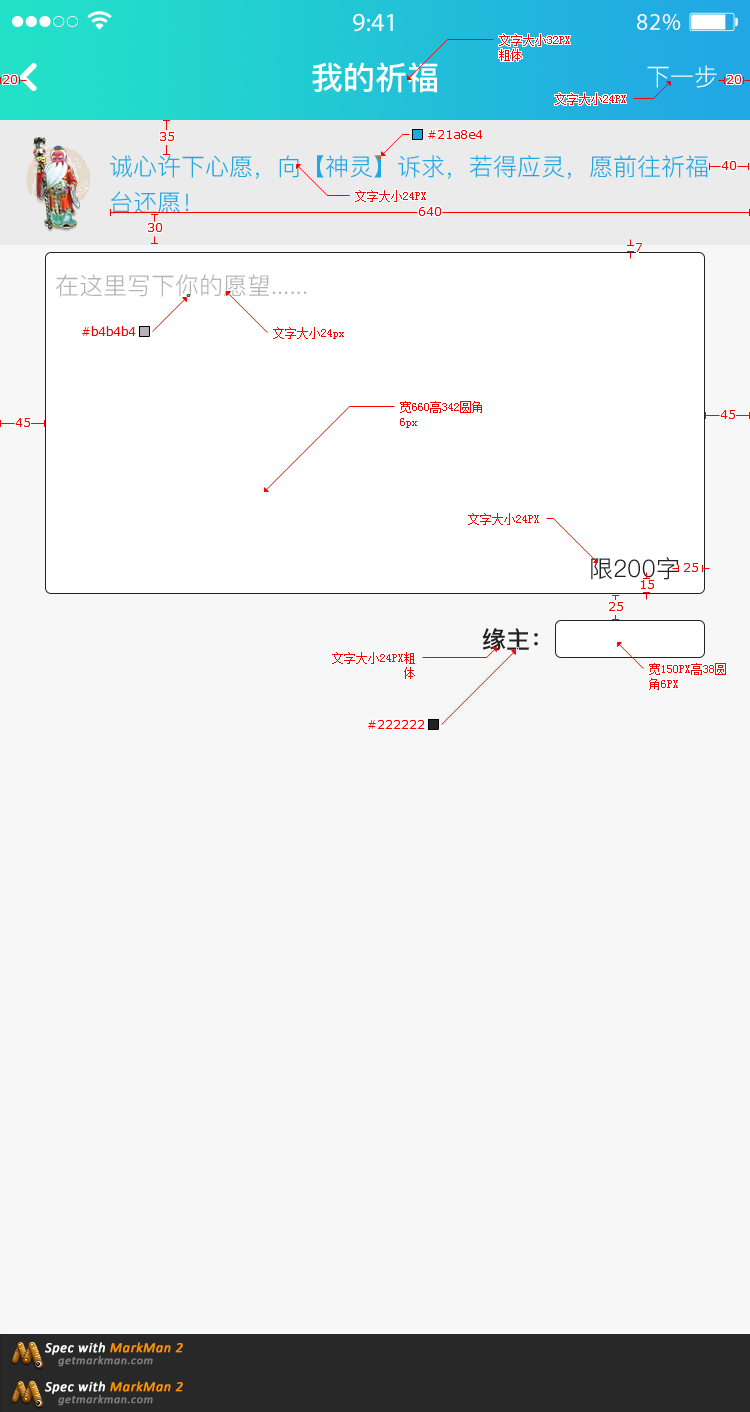 9:41
82%
文字大小32PX
粗体
我的祈福
下一步
20
20
文字大小24PX
35
#21a8e4
诚心许下心愿，向【神灵】诉求，若得应灵，愿前往祈福
40
文字大小24PX
台还愿！
640
30
7
在这里写下你的愿望......
#b4b4b4
文字大小24px
宽660高342圆角
6px
45
45
文字大小24PX
限200字
25
15
25
缘主：
文字大小24PX粗
体
宽150PX高38圆
角6PX
#222222
Spec with MarkMan 2
getmarkman.com
Spec with MarkMan 2
getmarkman.com